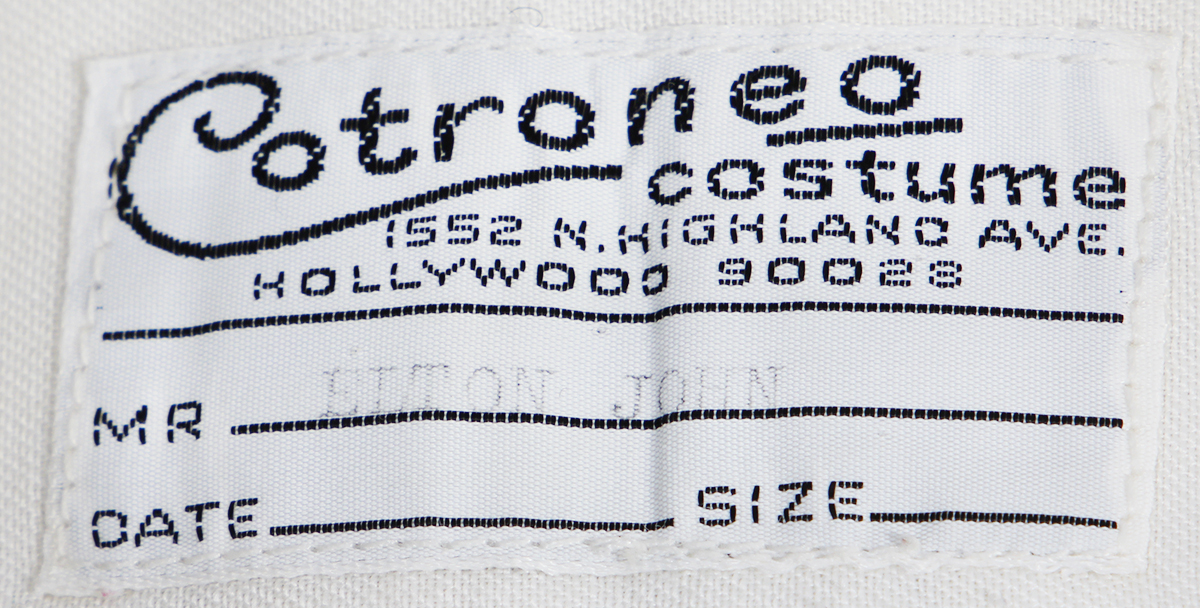 Cotroneo
costume
1552 N. HIGHLAND AVE.
HOLLYWOOD 90028
MR ELTON JOHN
DATE SIZE